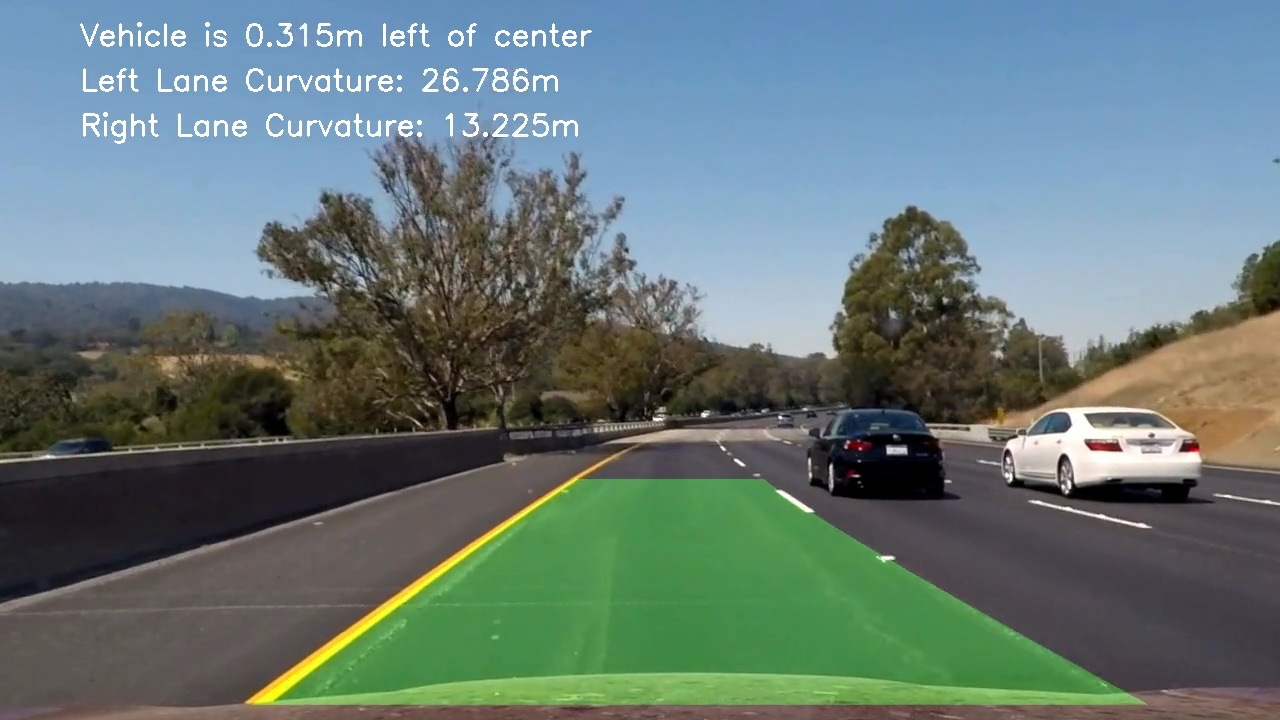 Vehicle is 0.315m left of center
Left Lane Curvature: 26.786m
Right Lane Curvature: 13.225m